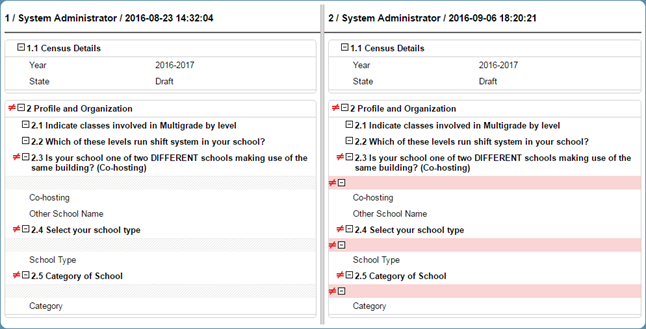 1 / System Administrator / 2016-08-23 14:32:04
1.1 Census Details
Year 2016-2017
State Draft
2 Profile and Organization
2.1 Indicate classes involved in Multigrade by level
2.2 Which of these levels run shift system in your school?
2.3 Is your school one of two DIFFERENT schools making use of the
same building? (Co-hosting)
Co-hosting
Other School Name
2.4 Select your school type
School Type
2.5 Category of School
Category
2 / System Administrator / 2016-09-06 18:20:21
1.1 Census Details
Year 2016-2017
State Draft
2 Profile and Organization
2.1 Indicate classes involved in Multigrade by level
2.2 Which of these levels run shift system in your school?
2.3 Is your school one of two DIFFERENT schools making use of the
same building? (Co-hosting)
Co-hosting
Other School Name
2.4 Select your school type
School Type
2.5 Category of School
Category